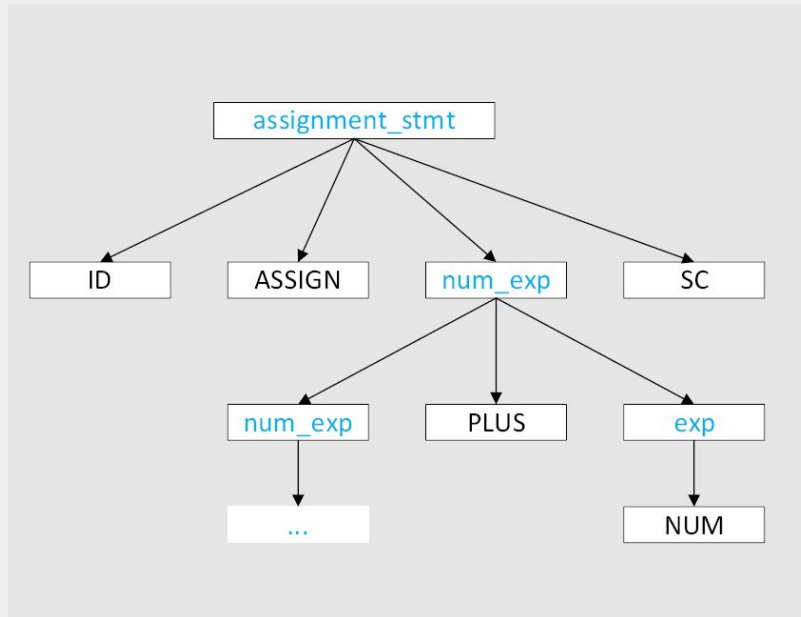 assignment_stmt
ID
ASSIGN
num_exp
SC
num_exp
PLUS
exp
...
NUM